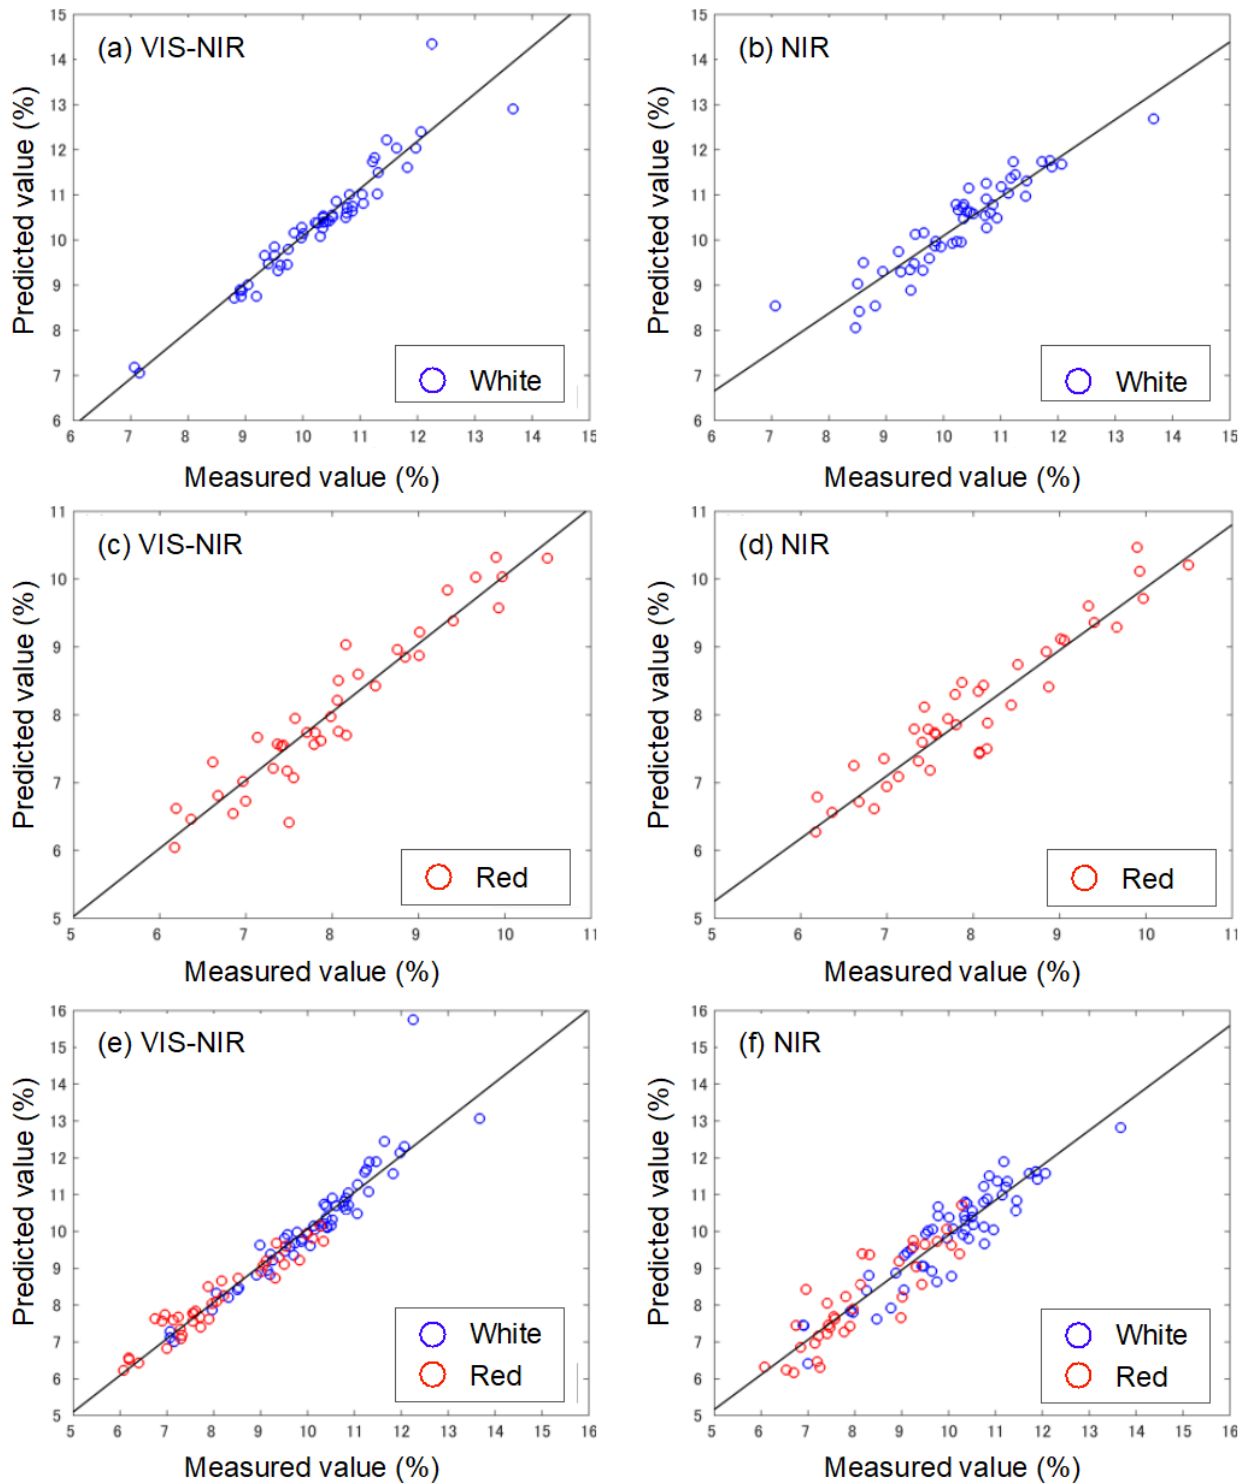 (a) VIS-NIR
Predicted value (%)
15
14
13
12
11
10
9
8
7
6
6 7 8 9 10 11 12 13 14 15
Measured value (%)
White
(b) NIR
Predicted value (%)
15
14
13
12
11
10
9
8
7
6
6 7 8 9 10 11 12 13 14 15
Measured value (%)
White
(c) VIS-NIR
Predicted value (%)
11
10
9
8
7
6
5
5 6 7 8 9 10 11
Measured value (%)
Red
(d) NIR
Predicted value (%)
11
10
9
8
7
6
5
5 6 7 8 9 10 11
Measured value (%)
Red
(e) VIS-NIR
Predicted value (%)
16
15
14
13
12
11
10
9
8
7
6
5
5 6 7 8 9 10 11 12 13 14 15 16
Measured value (%)
White
Red
(f) NIR
Predicted value (%)
16
15
14
13
12
11
10
9
8
7
6
5
5 6 7 8 9 10 11 12 13 14 15 16
Measured value (%)
White
Red